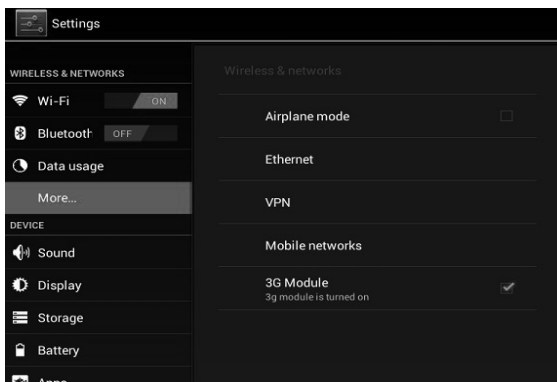 Settings
WIRELESS & NETWORKS
Wi-Fi ON
Bluetooth OFF
Data usage
More...
DEVICE
Sound
Display
Storage
Battery
Apps
Wireless & networks
Airplane mode
Ethernet
VPN
Mobile networks
3G Module
3g module is turned on